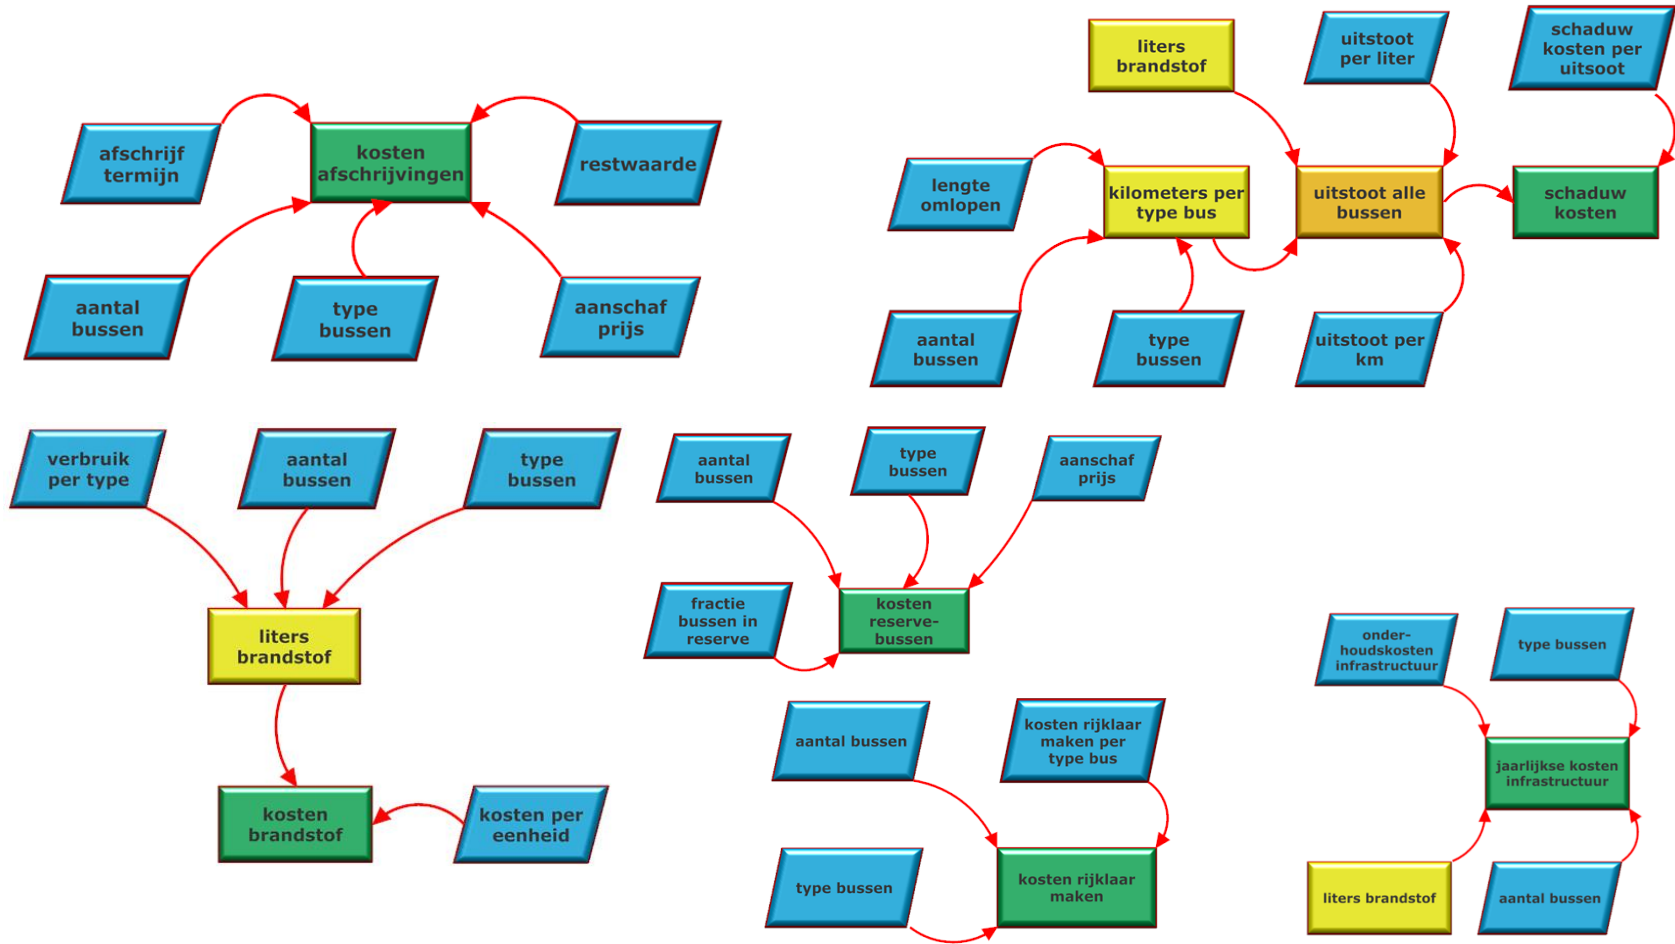 afschrijf
termijn
kosten
afschrijvingen
restwaarde
aantal
bussen
type
bussen
aanschaf
prijs
liters
brandstof
uitstoot
per liter
schaduw
kosten per
uitsoot
lengte
omlopen
kilometers per
type bus
uitstoot alle
bussen
schaduw
kosten
aantal
bussen
type
bussen
uitstoot per
km
verbruik
per type
aantal
bussen
type
bussen
liters
brandstof
kosten
brandstof
kosten per
eenheid
aantal
bussen
type
bussen
aanschaf
prijs
fractie
bussen in
reserve
kosten
reserve-
bussen
aantal bussen
kosten rijklaar
maken per
type bus
type bussen
kosten rijklaar
maken
onder-
houdskosten
infrastructuur
type bussen
jaarlijkse kosten
infrastructuur
liters brandstof
aantal bussen